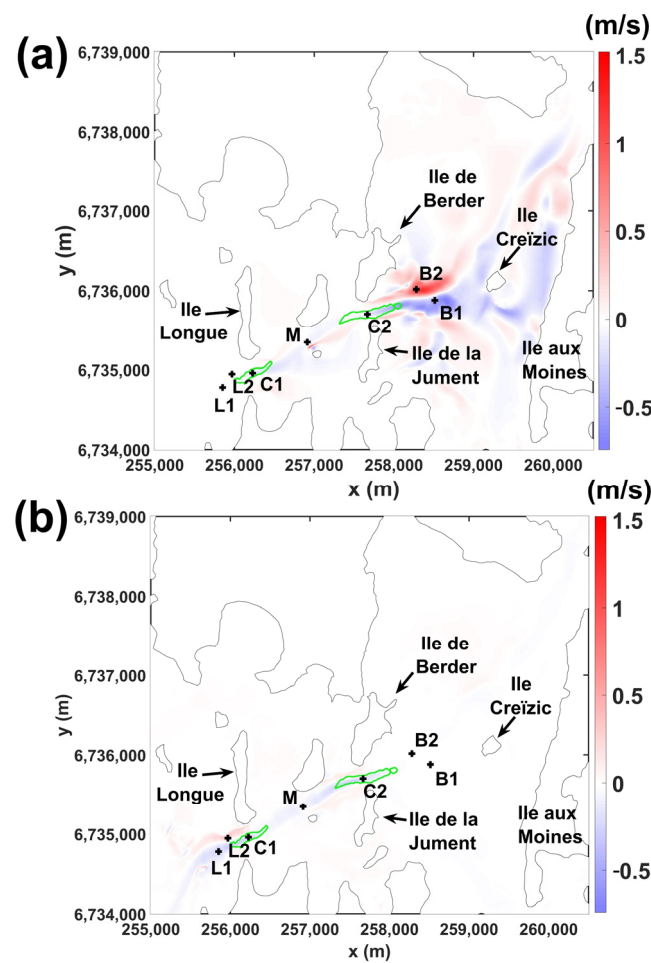 (m/s)
(a)
6,739,000
6,738,000
6,737,000
6,736,000
6,735,000
6,734,000
y (m)
255,000 256,000 257,000 258,000 259,000 260,000
x (m)
Ile de
Berder
Ile
Creïzic
B2
B1
C2
M
Ile
Longue
L2 C1
L1
Ile de la
Jument
Ile aux
Moines
1.5
1
0.5
0
-0.5
(m/s)
(b)
6,739,000
6,738,000
6,737,000
6,736,000
6,735,000
6,734,000
y (m)
255,000 256,000 257,000 258,000 259,000 260,000
x (m)
Ile de
Berder
Ile
Creïzic
B2
B1
C2
M
Ile
Longue
L2 C1
L1
Ile de la
Jument
Ile aux
Moines
1.5
1
0.5
0
-0.5